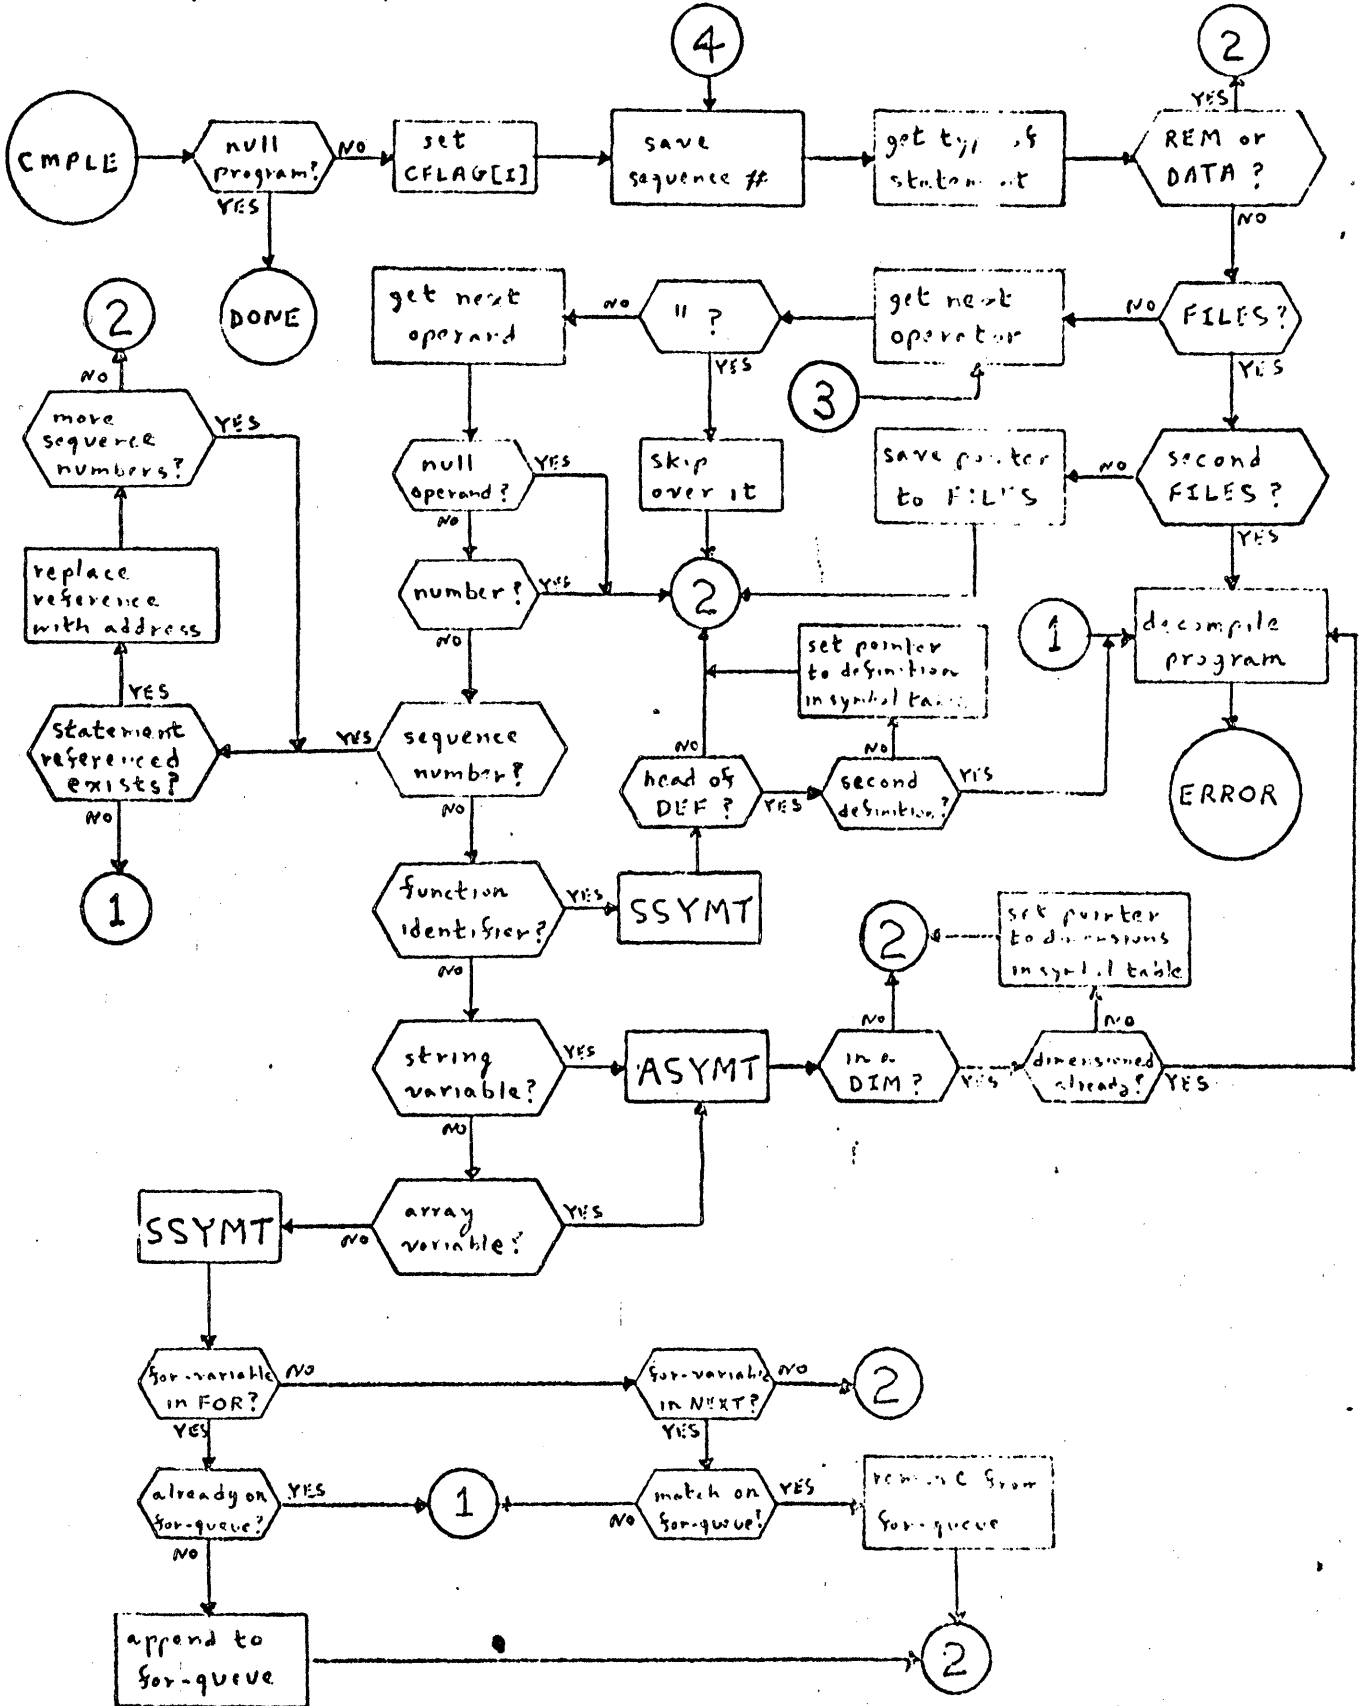 4
2
CMPLE
null
program?
NO
YES
set
CFLAG[I]
save
sequence #
get of
REM or
DATA ?
YES
NO
DONE
2
get next
operand
NO
" ?
YES
get next
operator
NO
FILES?
YES
3
NO
more
sequence
numbers?
YES
null
operand?
YES
NO
skip
over it
save pointer
to FILES
NO
second
FILES?
YES
replace
reference
with address
number?
YES
NO
2
1
decompile
program
set pointer
to definition
in symbol
YES
statement
referenced
exists?
NO
YES
sequence
number?
NO
NO
head of
DEF ?
YES
NO
second
definition?
YES
ERROR
1
function
identifier?
YES
NO
SSYMT
2
set pointer
to dimensions
in symbol table
string
variable?
YES
NO
ASYMT
NO
in a
DIM ?
YES
NO
dimensioned
already?
YES
SSYMT
NO
array
variable?
YES
for-variable
in FOR?
NO
YES
for-variable
in NEXT?
NO
YES
2
already on
for-queue?
YES
NO
1
NO
match on
for-queue?
YES
remove from
for-queue
append to
for-queue
2